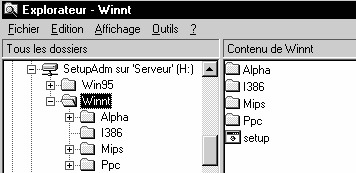 Explorateur - Winnt
Fichier Edition Affichage Outils ?
Tous les dossiers
Contenu de Winnt
SetupAdm sur 'Serveur' (H:)
Win95
Winnt
Alpha
I386
Mips
Ppc
Alpha
I386
Mips
Ppc
setup